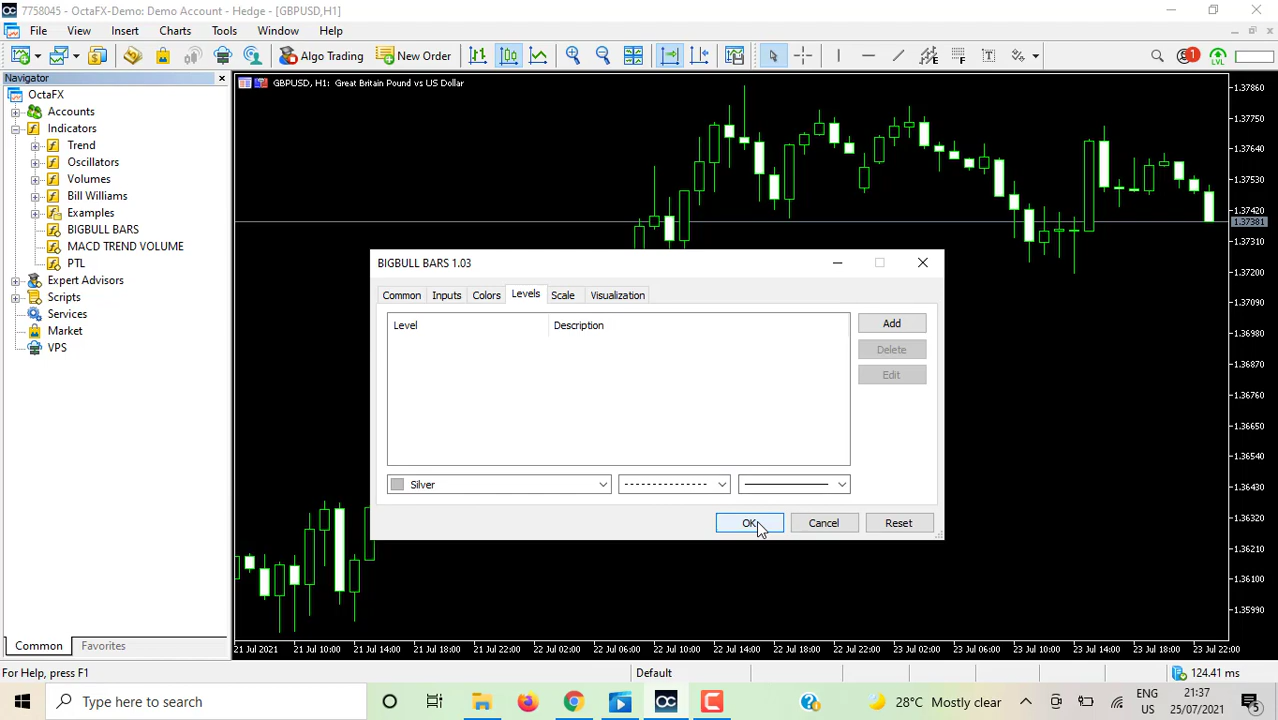 7758045 - OctaFX-Demo: Demo Account - Hedge - [GBPUSD,H1]
File View Insert Charts Tools Window Help
Algo Trading New Order 1 LVL
Navigator
OctaFX
Accounts
Indicators
Trend
Oscillators
Volumes
Bill Williams
Examples
BIGBULL BARS
MACD TREND VOLUME
PTL
Expert Advisors
Scripts
Services
Market
VPS
Common Favorites
GBPUSD, H1: Great Britain Pound vs US Dollar
1.37860
1.37750
1.37640
1.37530
1.37420
1.37381
1.37310
1.37200
1.37090
1.36980
1.36870
1.36760
1.36650
1.36540
1.36430
1.36320
1.36210
1.36100
1.35990
BIGBULL BARS 1.03
Common Inputs Colors Levels Scale Visualization
Level Description
Add
Delete
Edit
Silver
OK Cancel Reset
21 Jul 2021 21 Jul 10:00 21 Jul 14:00 21 Jul 18:00 21 Jul 22:00 22 Jul 02:00 22 Jul 06:00 22 Jul 10:00 22 Jul 14:00 22 Jul 18:00 22 Jul 22:00 23 Jul 02:00 23 Jul 06:00 23 Jul 10:00 23 Jul 14:00 23 Jul 18:00 23 Jul 22:00
For Help, press F1 Default 124.41 ms
Type here to search
28°C Mostly clear
ENG
UK
21:37
25/07/2021
5